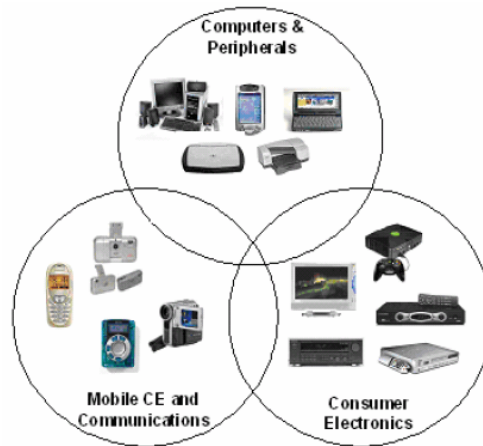 Computers &
Peripherals
Mobile CE and
Communications
Consumer
Electronics